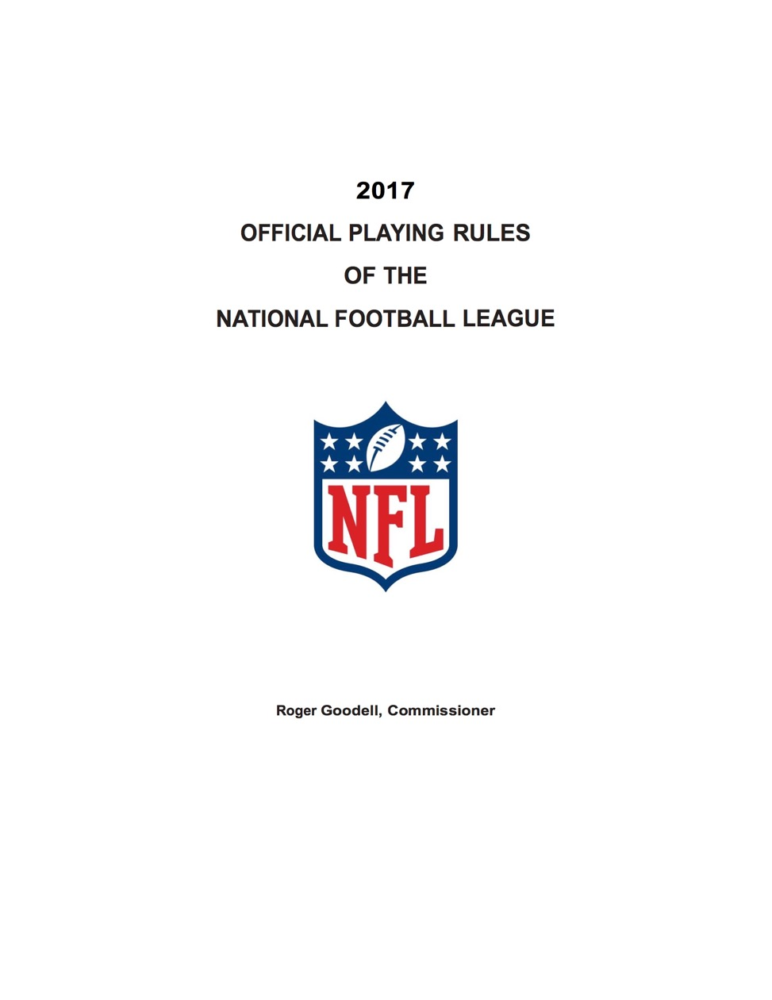 2017
OFFICIAL PLAYING RULES
OF THE
NATIONAL FOOTBALL LEAGUE
NFL
Roger Goodell, Commissioner